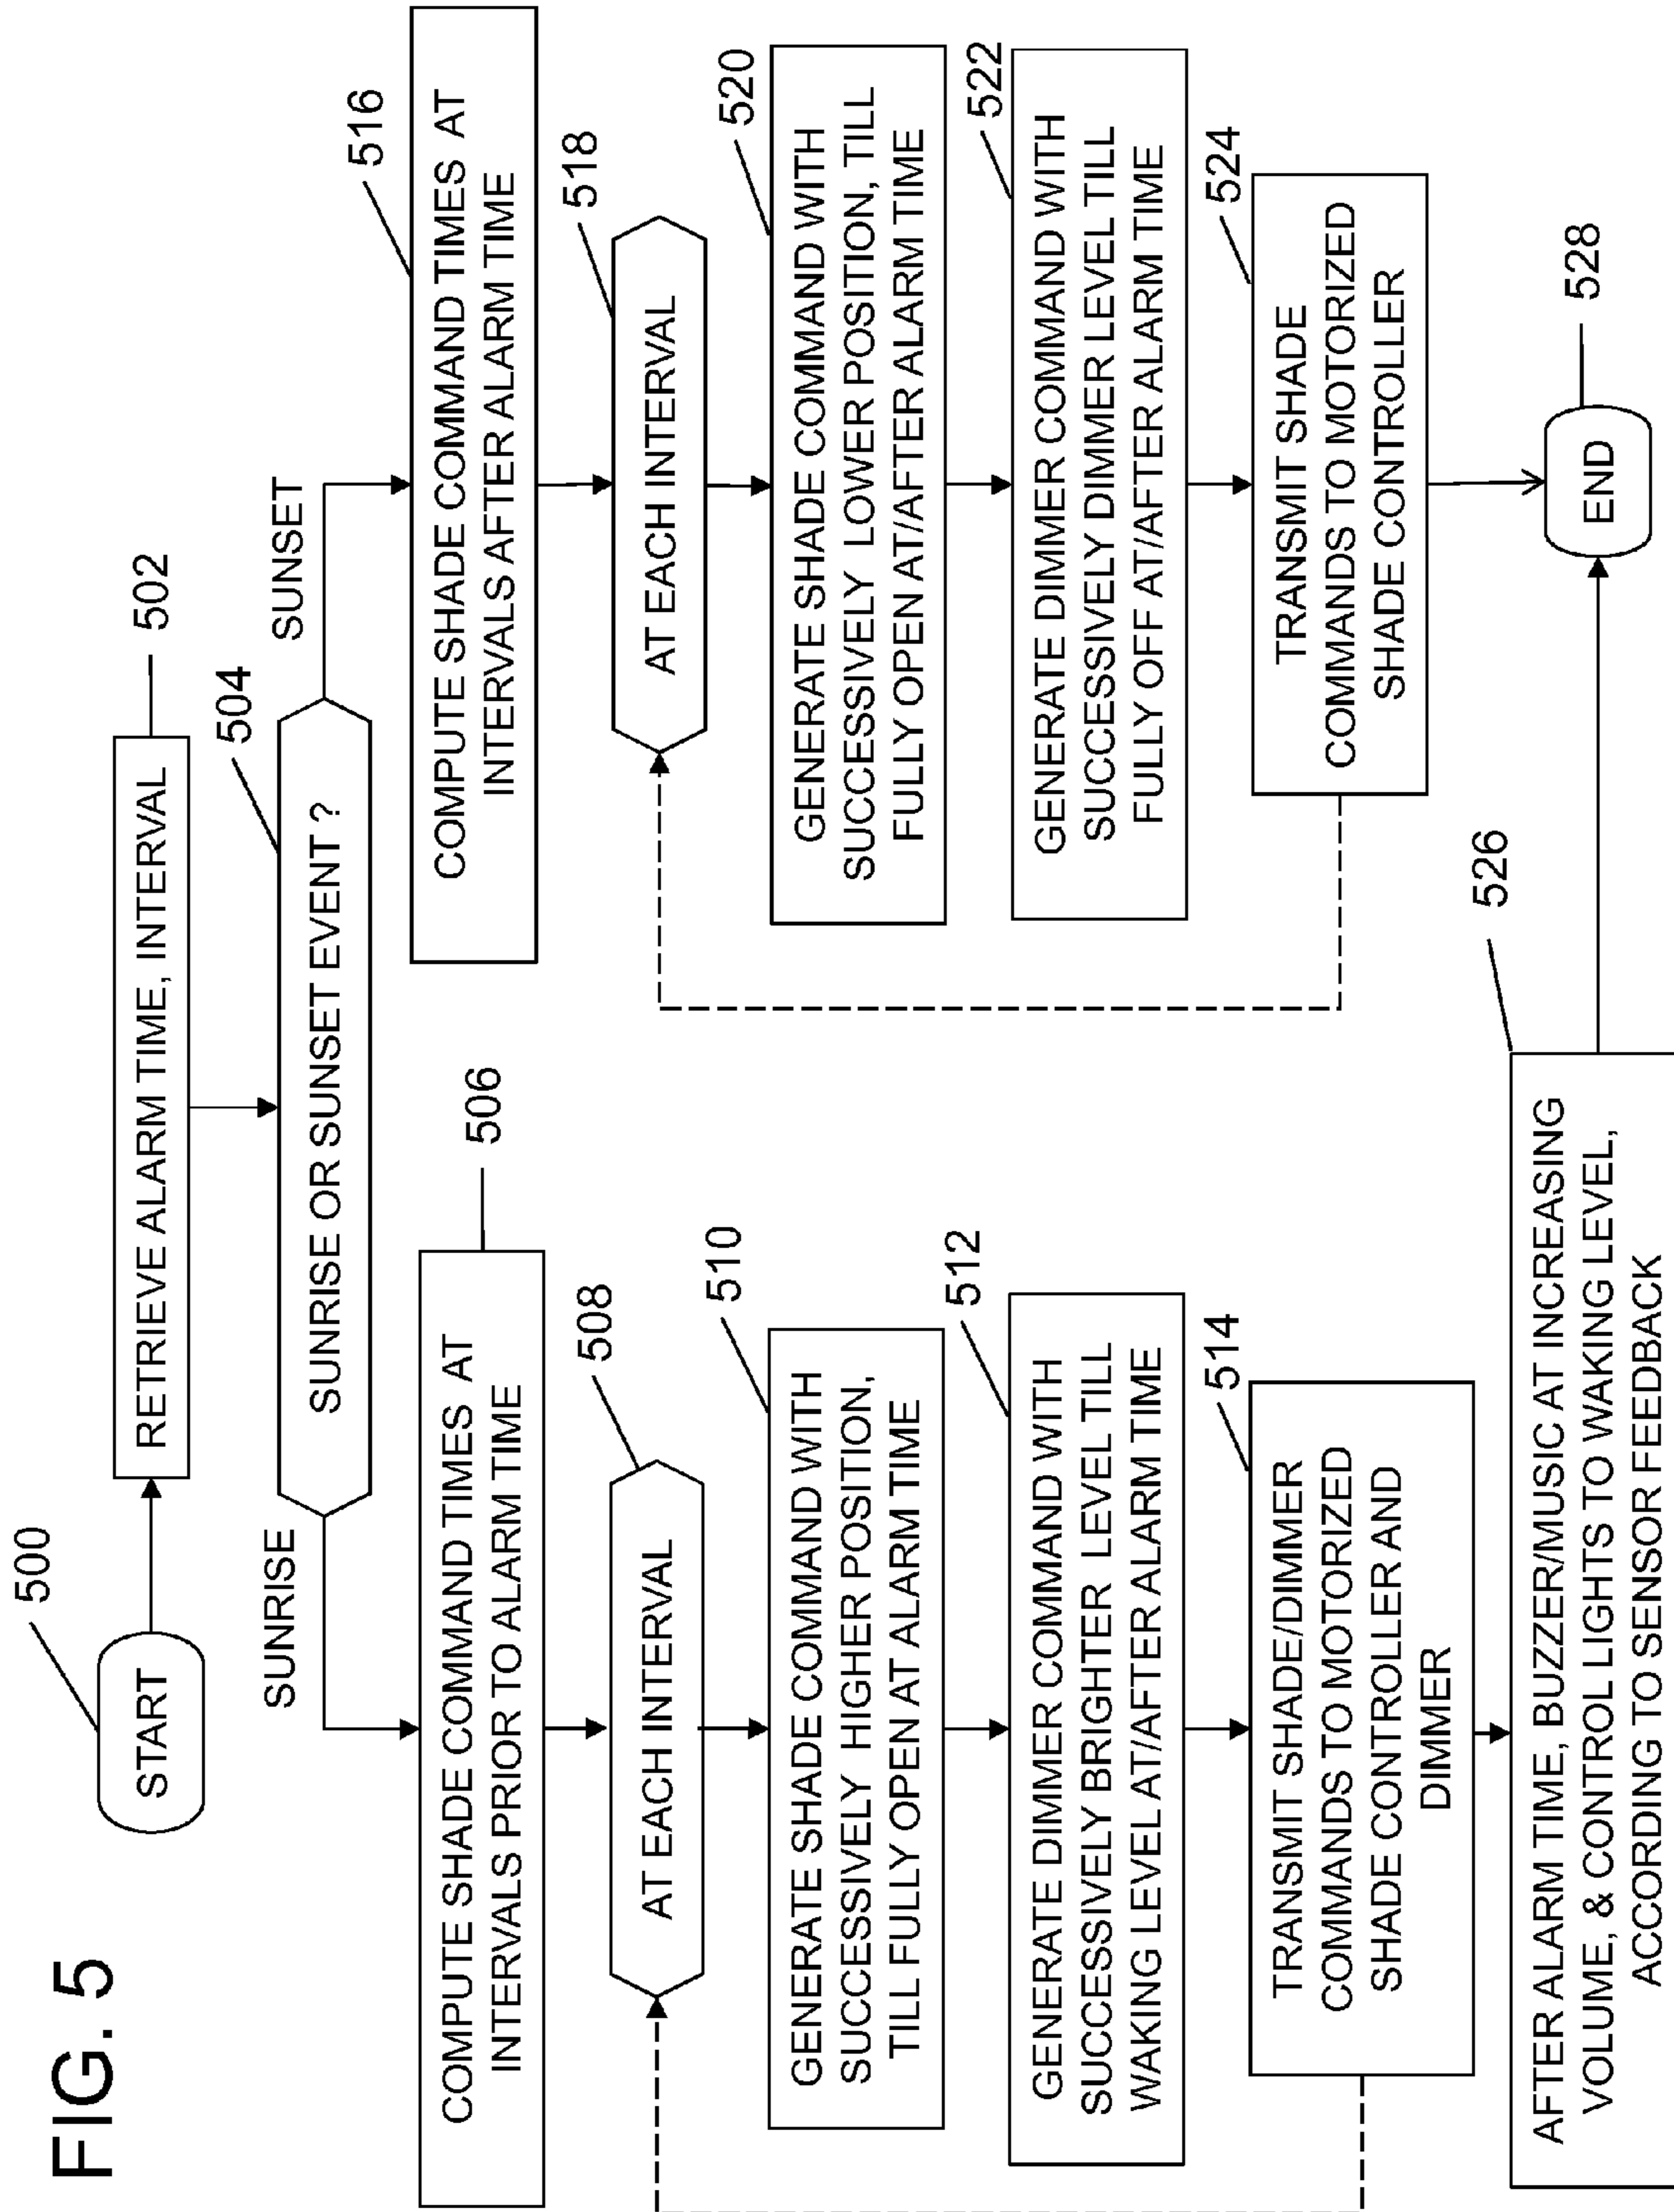 FIG. 5
500
START
RETRIEVE ALARM TIME, INTERVAL
502
504
SUNRISE OR SUNSET EVENT ?
SUNRISE
SUNSET
506
COMPUTE SHADE COMMAND TIMES AT
INTERVALS PRIOR TO ALARM TIME
508
AT EACH INTERVAL
510
GENERATE SHADE COMMAND WITH
SUCCESSIVELY HIGHER POSITION,
TILL FULLY OPEN AT ALARM TIME
512
GENERATE DIMMER COMMAND WITH
SUCCESSIVELY BRIGHTER LEVEL TILL
WAKING LEVEL AT/AFTER ALARM TIME
514
TRANSMIT SHADE/DIMMER
COMMANDS TO MOTORIZED
SHADE CONTROLLER AND
DIMMER
516
COMPUTE SHADE COMMAND TIMES AT
INTERVALS AFTER ALARM TIME
518
AT EACH INTERVAL
520
GENERATE SHADE COMMAND WITH
SUCCESSIVELY LOWER POSITION, TILL
FULLY OPEN AT/AFTER ALARM TIME
522
GENERATE DIMMER COMMAND WITH
SUCCESSIVELY DIMMER LEVEL TILL
FULLY OFF AT/AFTER ALARM TIME
524
TRANSMIT SHADE
COMMANDS TO MOTORIZED
SHADE CONTROLLER
526
AFTER ALARM TIME, BUZZER/MUSIC AT INCREASING
VOLUME, & CONTROL LIGHTS TO WAKING LEVEL,
ACCORDING TO SENSOR FEEDBACK
528
END